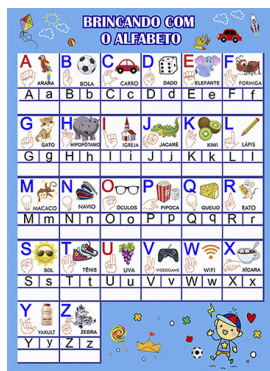 BRINCANDO COM
O ALFABETO
A B C D E F
ARARA BOLA CARRO DADO ELEFANTE FORMIGA
A a B b C c D d E e F f
G H I J K L
GATO HIPOPÓTAMO IGREJA JACARÉ KIWI LÁPIS
G g H h I i J j K k L l
M N O P Q R
MACACO NAVIO ÓCULOS PIPOCA QUEIJO RATO
M m N n O o P p Q q R r
S T U V W X
SOL TÊNIS UVA VIDEOGAME WIFI XÍCARA
S s T t U u V v W w X x
Y Z
YAKULT ZEBRA
Y y Z z